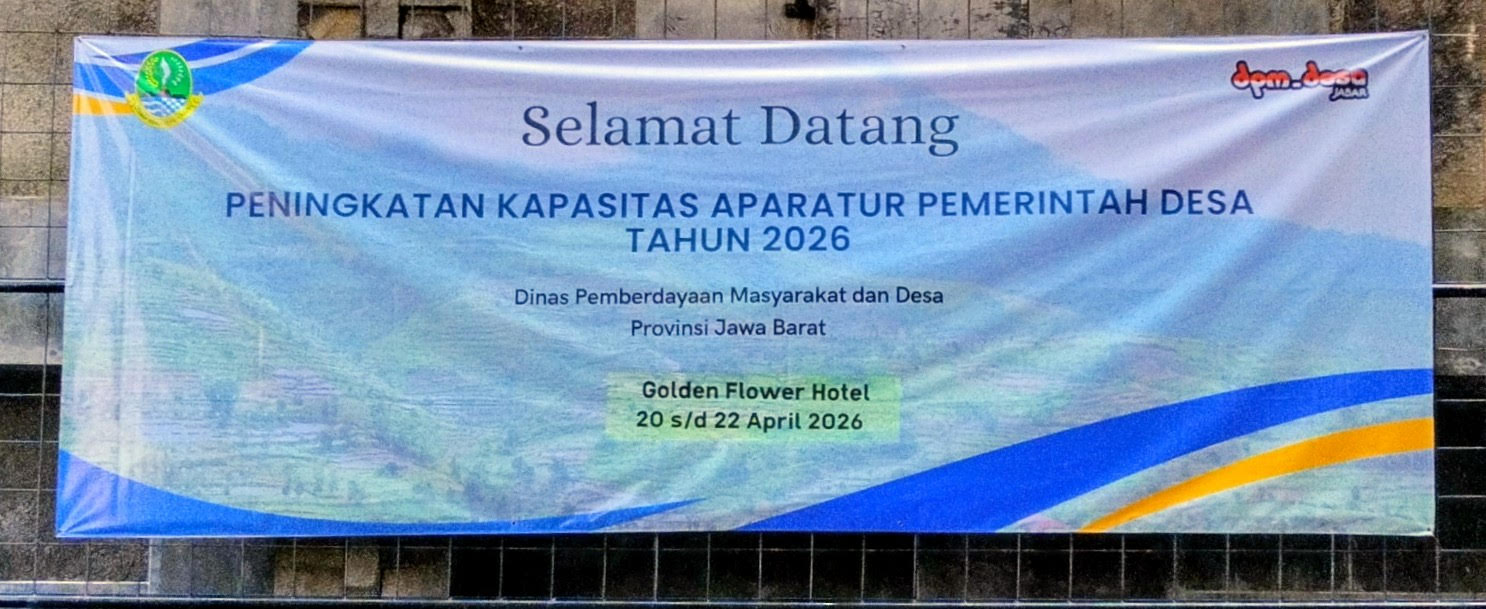 dpm-desa
JABAR
Selamat Datang
PENINGKATAN KAPASITAS APARATUR PEMERINTAH DESA
TAHUN 2026
Dinas Pemberdayaan Masyarakat dan Desa
Provinsi Jawa Barat
Golden Flower Hotel
20 s/d 22 April 2026